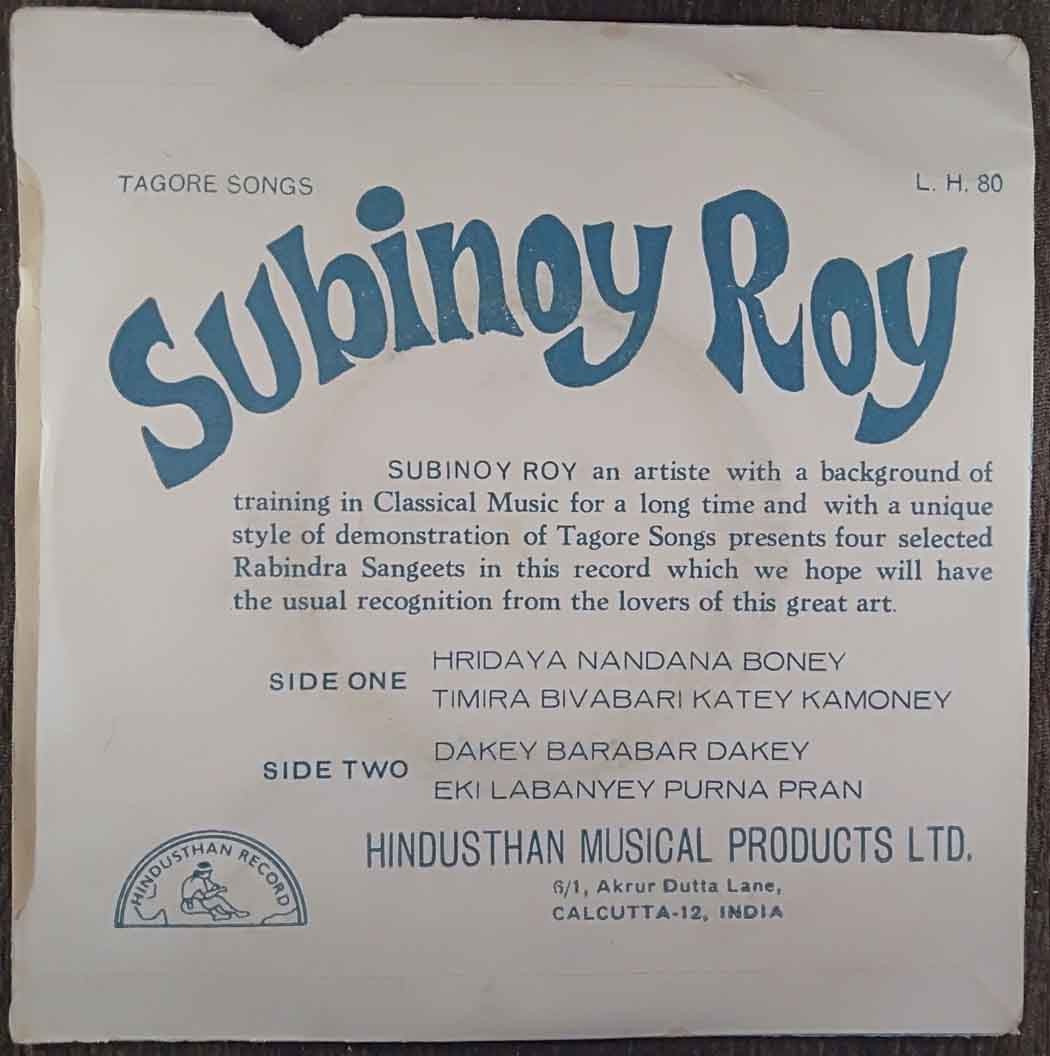 TAGORE SONGS
L. H. 80
Subinoy Roy
SUBINOY ROY an artiste with a background of
training in Classical Music for a long time and with a unique
style of demonstration of Tagore Songs presents four selected
Rabindra Sangeets in this record which we hope will have
the usual recognition from the lovers of this great art.
SIDE ONE
HRIDAYA NANDANA BONEY
TIMIRA BIVABARI KATEY KAMONEY
SIDE TWO
DAKEY BARABAR DAKEY
EKI LABANYEY PURNA PRAN
HINDUSTHAN RECORD
HINDUSTHAN MUSICAL PRODUCTS LTD.
6/1, Akrur Dutta Lane,
CALCUTTA-12, INDIA